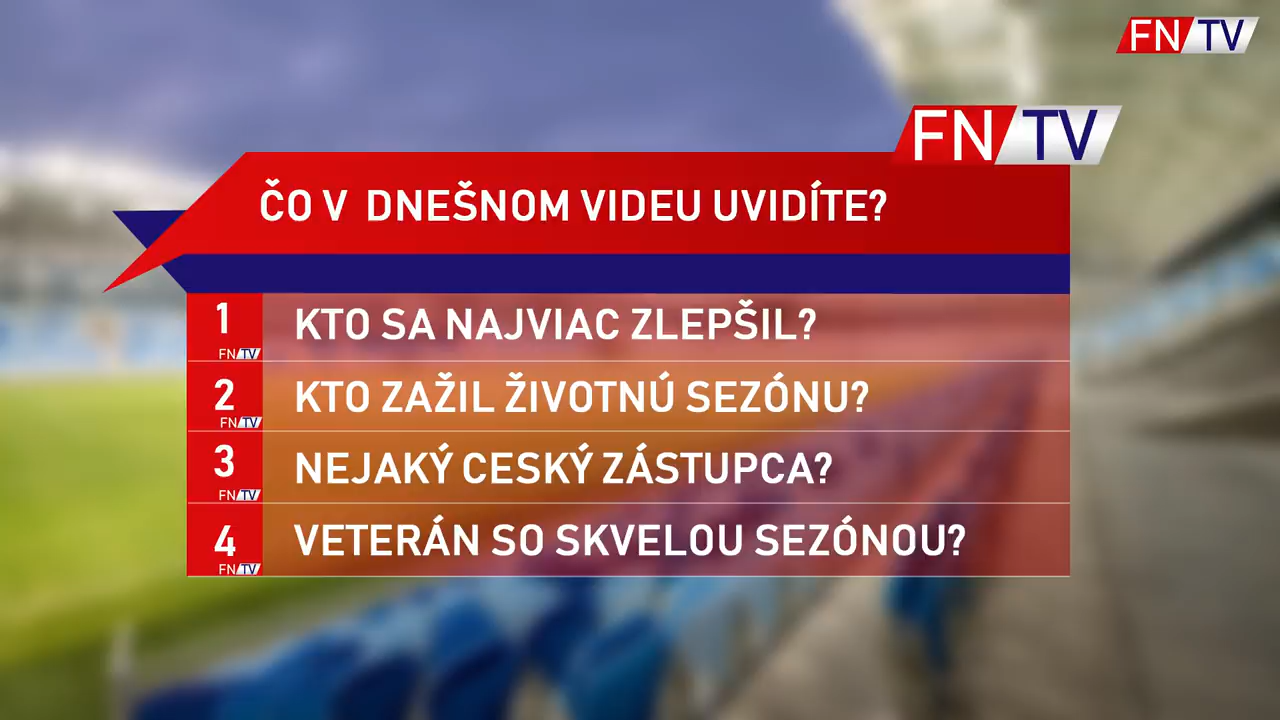 FN TV
FN TV
ČO V DNEŠNOM VIDEU UVIDÍTE?
1 KTO SA NAJVIAC ZLEPŠIL?
FN TV
2 KTO ZAŽIL ŽIVOTNÚ SEZÓNU?
FN TV
3 NEJAKÝ CESKÝ ZÁSTUPCA?
FN TV
4 VETERÁN SO SKVELOU SEZÓNOU?
FN TV